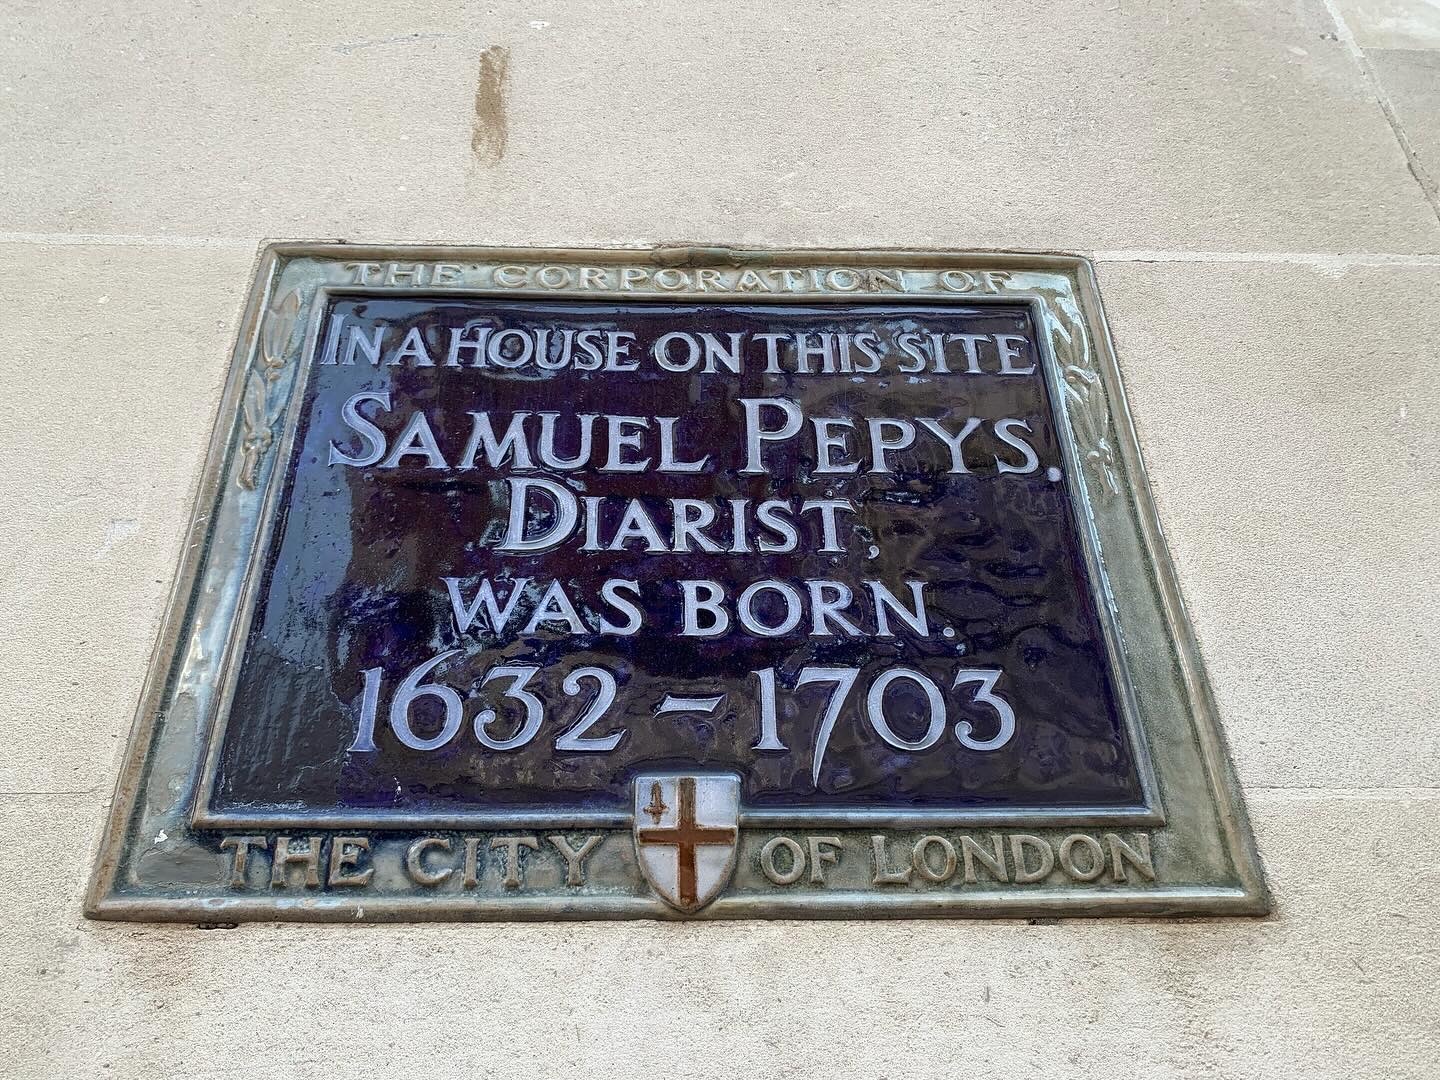 THE CORPORATION OF
IN A HOUSE ON THIS SITE
SAMUEL PEPYS,
DIARIST,
WAS BORN.
1632 – 1703
THE CITY OF LONDON